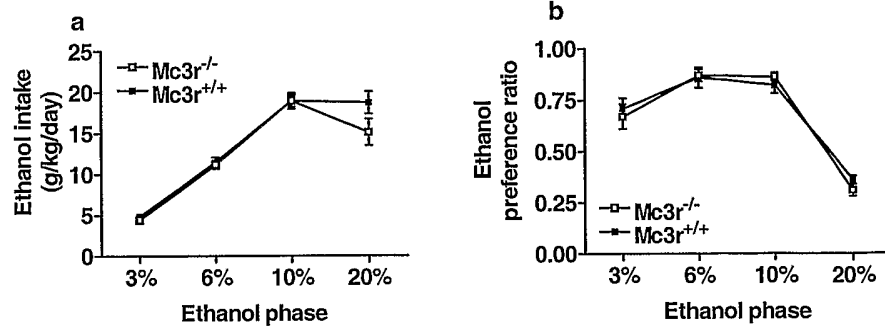 a
Ethanol intake
(g/kg/day)
25
20
15
10
5
0
Mc3r-/-
Mc3r+/+
3% 6% 10% 20%
Ethanol phase
b
Ethanol
preference ratio
1.00
0.75
0.50
0.25
0.00
Mc3r-/-
Mc3r+/+
3% 6% 10% 20%
Ethanol phase